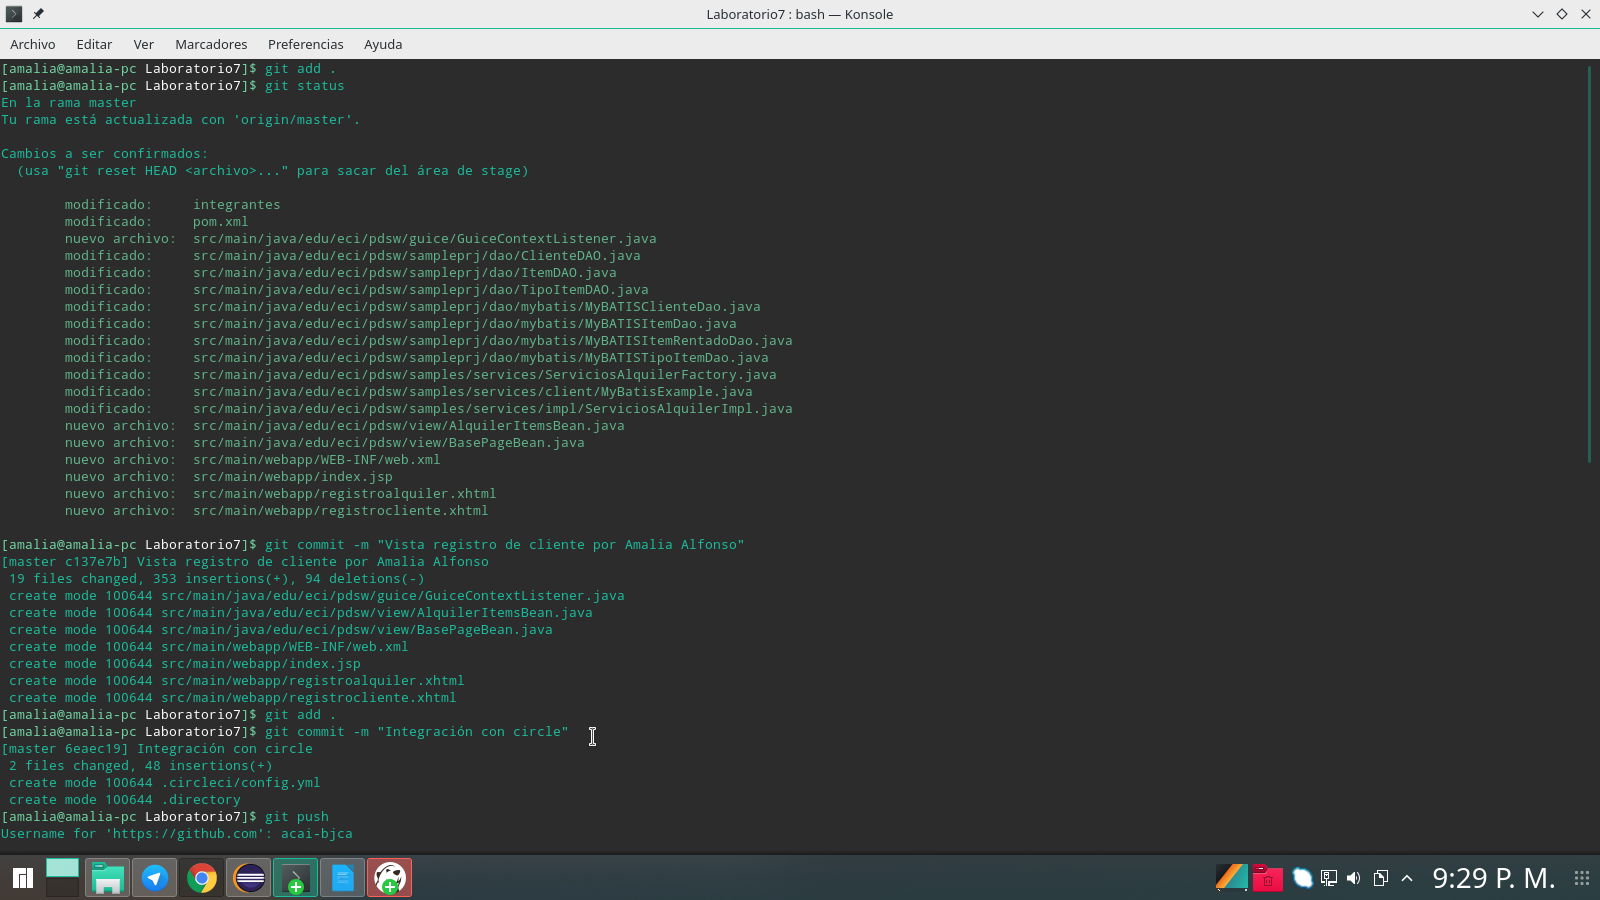 Laboratorio7 : bash — Konsole
Archivo Editar Ver Marcadores Preferencias Ayuda
[amalia@amalia-pc Laboratorio7]$ git add .
[amalia@amalia-pc Laboratorio7]$ git status
En la rama master
Tu rama está actualizada con 'origin/master'.
Cambios a ser confirmados:
  (usa "git reset HEAD <archivo>..." para sacar del área de stage)
        modificado:     integrantes
        modificado:     pom.xml
        nuevo archivo:  src/main/java/edu/eci/pdsw/guice/GuiceContextListener.java
        modificado:     src/main/java/edu/eci/pdsw/sampleprj/dao/ClienteDAO.java
        modificado:     src/main/java/edu/eci/pdsw/sampleprj/dao/ItemDAO.java
        modificado:     src/main/java/edu/eci/pdsw/sampleprj/dao/TipoItemDAO.java
        modificado:     src/main/java/edu/eci/pdsw/sampleprj/dao/mybatis/MyBATISClienteDao.java
        modificado:     src/main/java/edu/eci/pdsw/sampleprj/dao/mybatis/MyBATISItemDao.java
        modificado:     src/main/java/edu/eci/pdsw/sampleprj/dao/mybatis/MyBATISItemRentadoDao.java
        modificado:     src/main/java/edu/eci/pdsw/sampleprj/dao/mybatis/MyBATISTipoItemDao.java
        modificado:     src/main/java/edu/eci/pdsw/samples/services/ServiciosAlquilerFactory.java
        modificado:     src/main/java/edu/eci/pdsw/samples/services/client/MyBatisExample.java
        modificado:     src/main/java/edu/eci/pdsw/samples/services/impl/ServiciosAlquilerImpl.java
        nuevo archivo:  src/main/java/edu/eci/pdsw/view/AlquilerItemsBean.java
        nuevo archivo:  src/main/java/edu/eci/pdsw/view/BasePageBean.java
        nuevo archivo:  src/main/webapp/WEB-INF/web.xml
        nuevo archivo:  src/main/webapp/index.jsp
        nuevo archivo:  src/main/webapp/registroalquiler.xhtml
        nuevo archivo:  src/main/webapp/registrocliente.xhtml
[amalia@amalia-pc Laboratorio7]$ git commit -m "Vista registro de cliente por Amalia Alfonso"
[master c137e7b] Vista registro de cliente por Amalia Alfonso
 19 files changed, 353 insertions(+), 94 deletions(-)
 create mode 100644 src/main/java/edu/eci/pdsw/guice/GuiceContextListener.java
 create mode 100644 src/main/java/edu/eci/pdsw/view/AlquilerItemsBean.java
 create mode 100644 src/main/java/edu/eci/pdsw/view/BasePageBean.java
 create mode 100644 src/main/webapp/WEB-INF/web.xml
 create mode 100644 src/main/webapp/index.jsp
 create mode 100644 src/main/webapp/registroalquiler.xhtml
 create mode 100644 src/main/webapp/registrocliente.xhtml
[amalia@amalia-pc Laboratorio7]$ git add .
[amalia@amalia-pc Laboratorio7]$ git commit -m "Integración con circle"
[master 6eaec19] Integración con circle
 2 files changed, 48 insertions(+)
 create mode 100644 .circleci/config.yml
 create mode 100644 .directory
[amalia@amalia-pc Laboratorio7]$ git push
Username for 'https://github.com': acai-bjca
9:29 P. M.